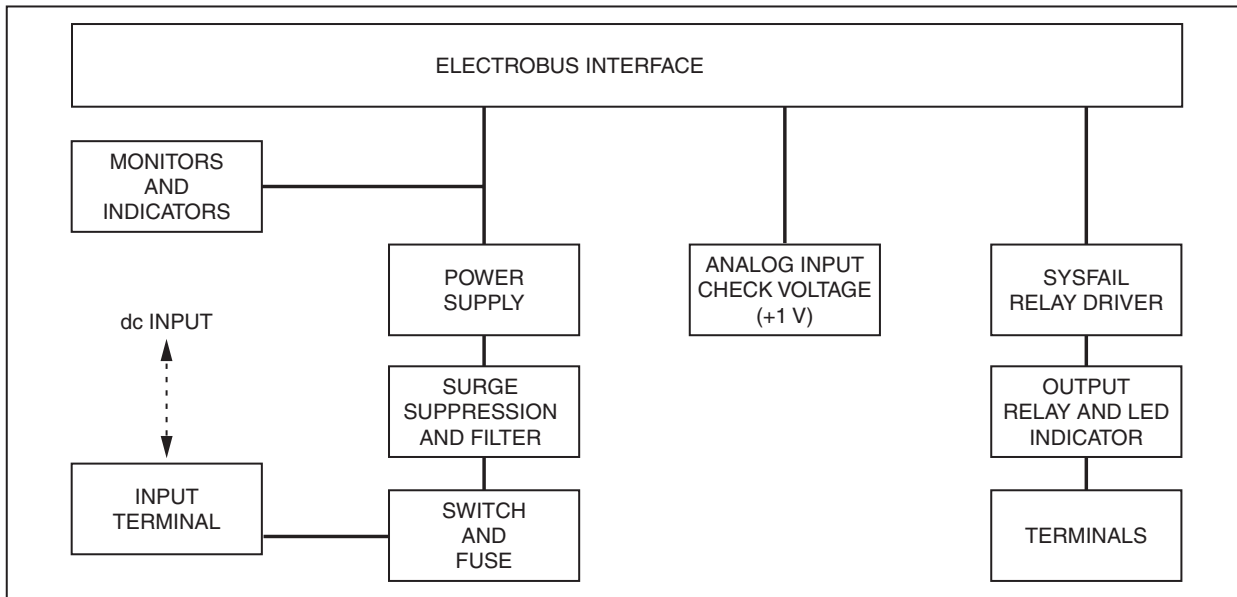 ELECTROBUS INTERFACE
MONITORS
AND
INDICATORS
POWER
SUPPLY
ANALOG INPUT
CHECK VOLTAGE
(+1 V)
SYSFAIL
RELAY DRIVER
dc INPUT
SURGE
SUPPRESSION
AND FILTER
OUTPUT
RELAY AND LED
INDICATOR
INPUT
TERMINAL
SWITCH
AND
FUSE
TERMINALS